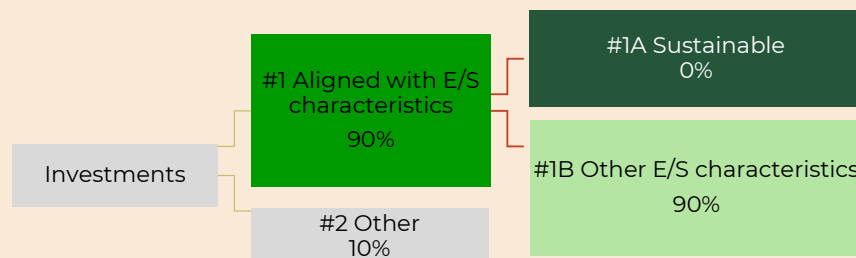 Investments
#1 Aligned with E/S
characteristics
90%
#2 Other
10%
#1A Sustainable
0%
#1B Other E/S characteristics
90%